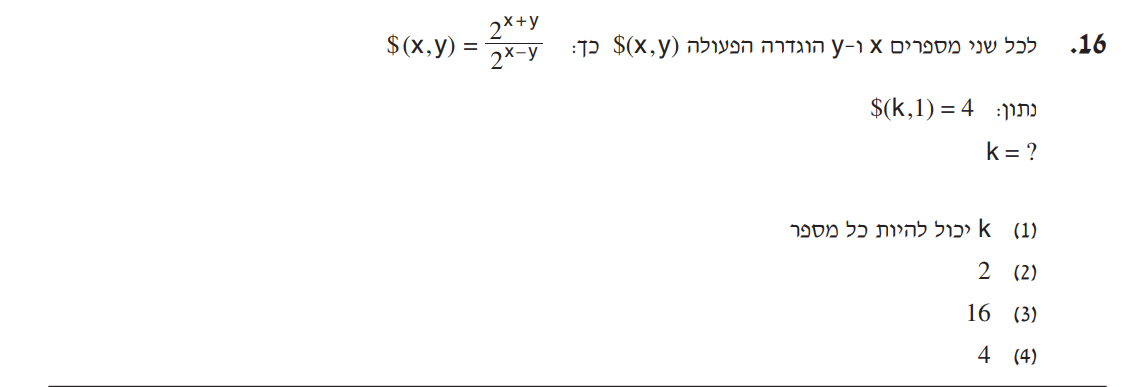 16. לכל שני מספרים x ו-y הוגדרה הפעולה $(x,y) כך: $(x,y) = \frac{2^{x+y}}{2^{x-y}}
נתון: $(k,1) = 4
k = ?
(1) k יכול להיות כל מספר
(2) 2
(3) 16
(4) 4